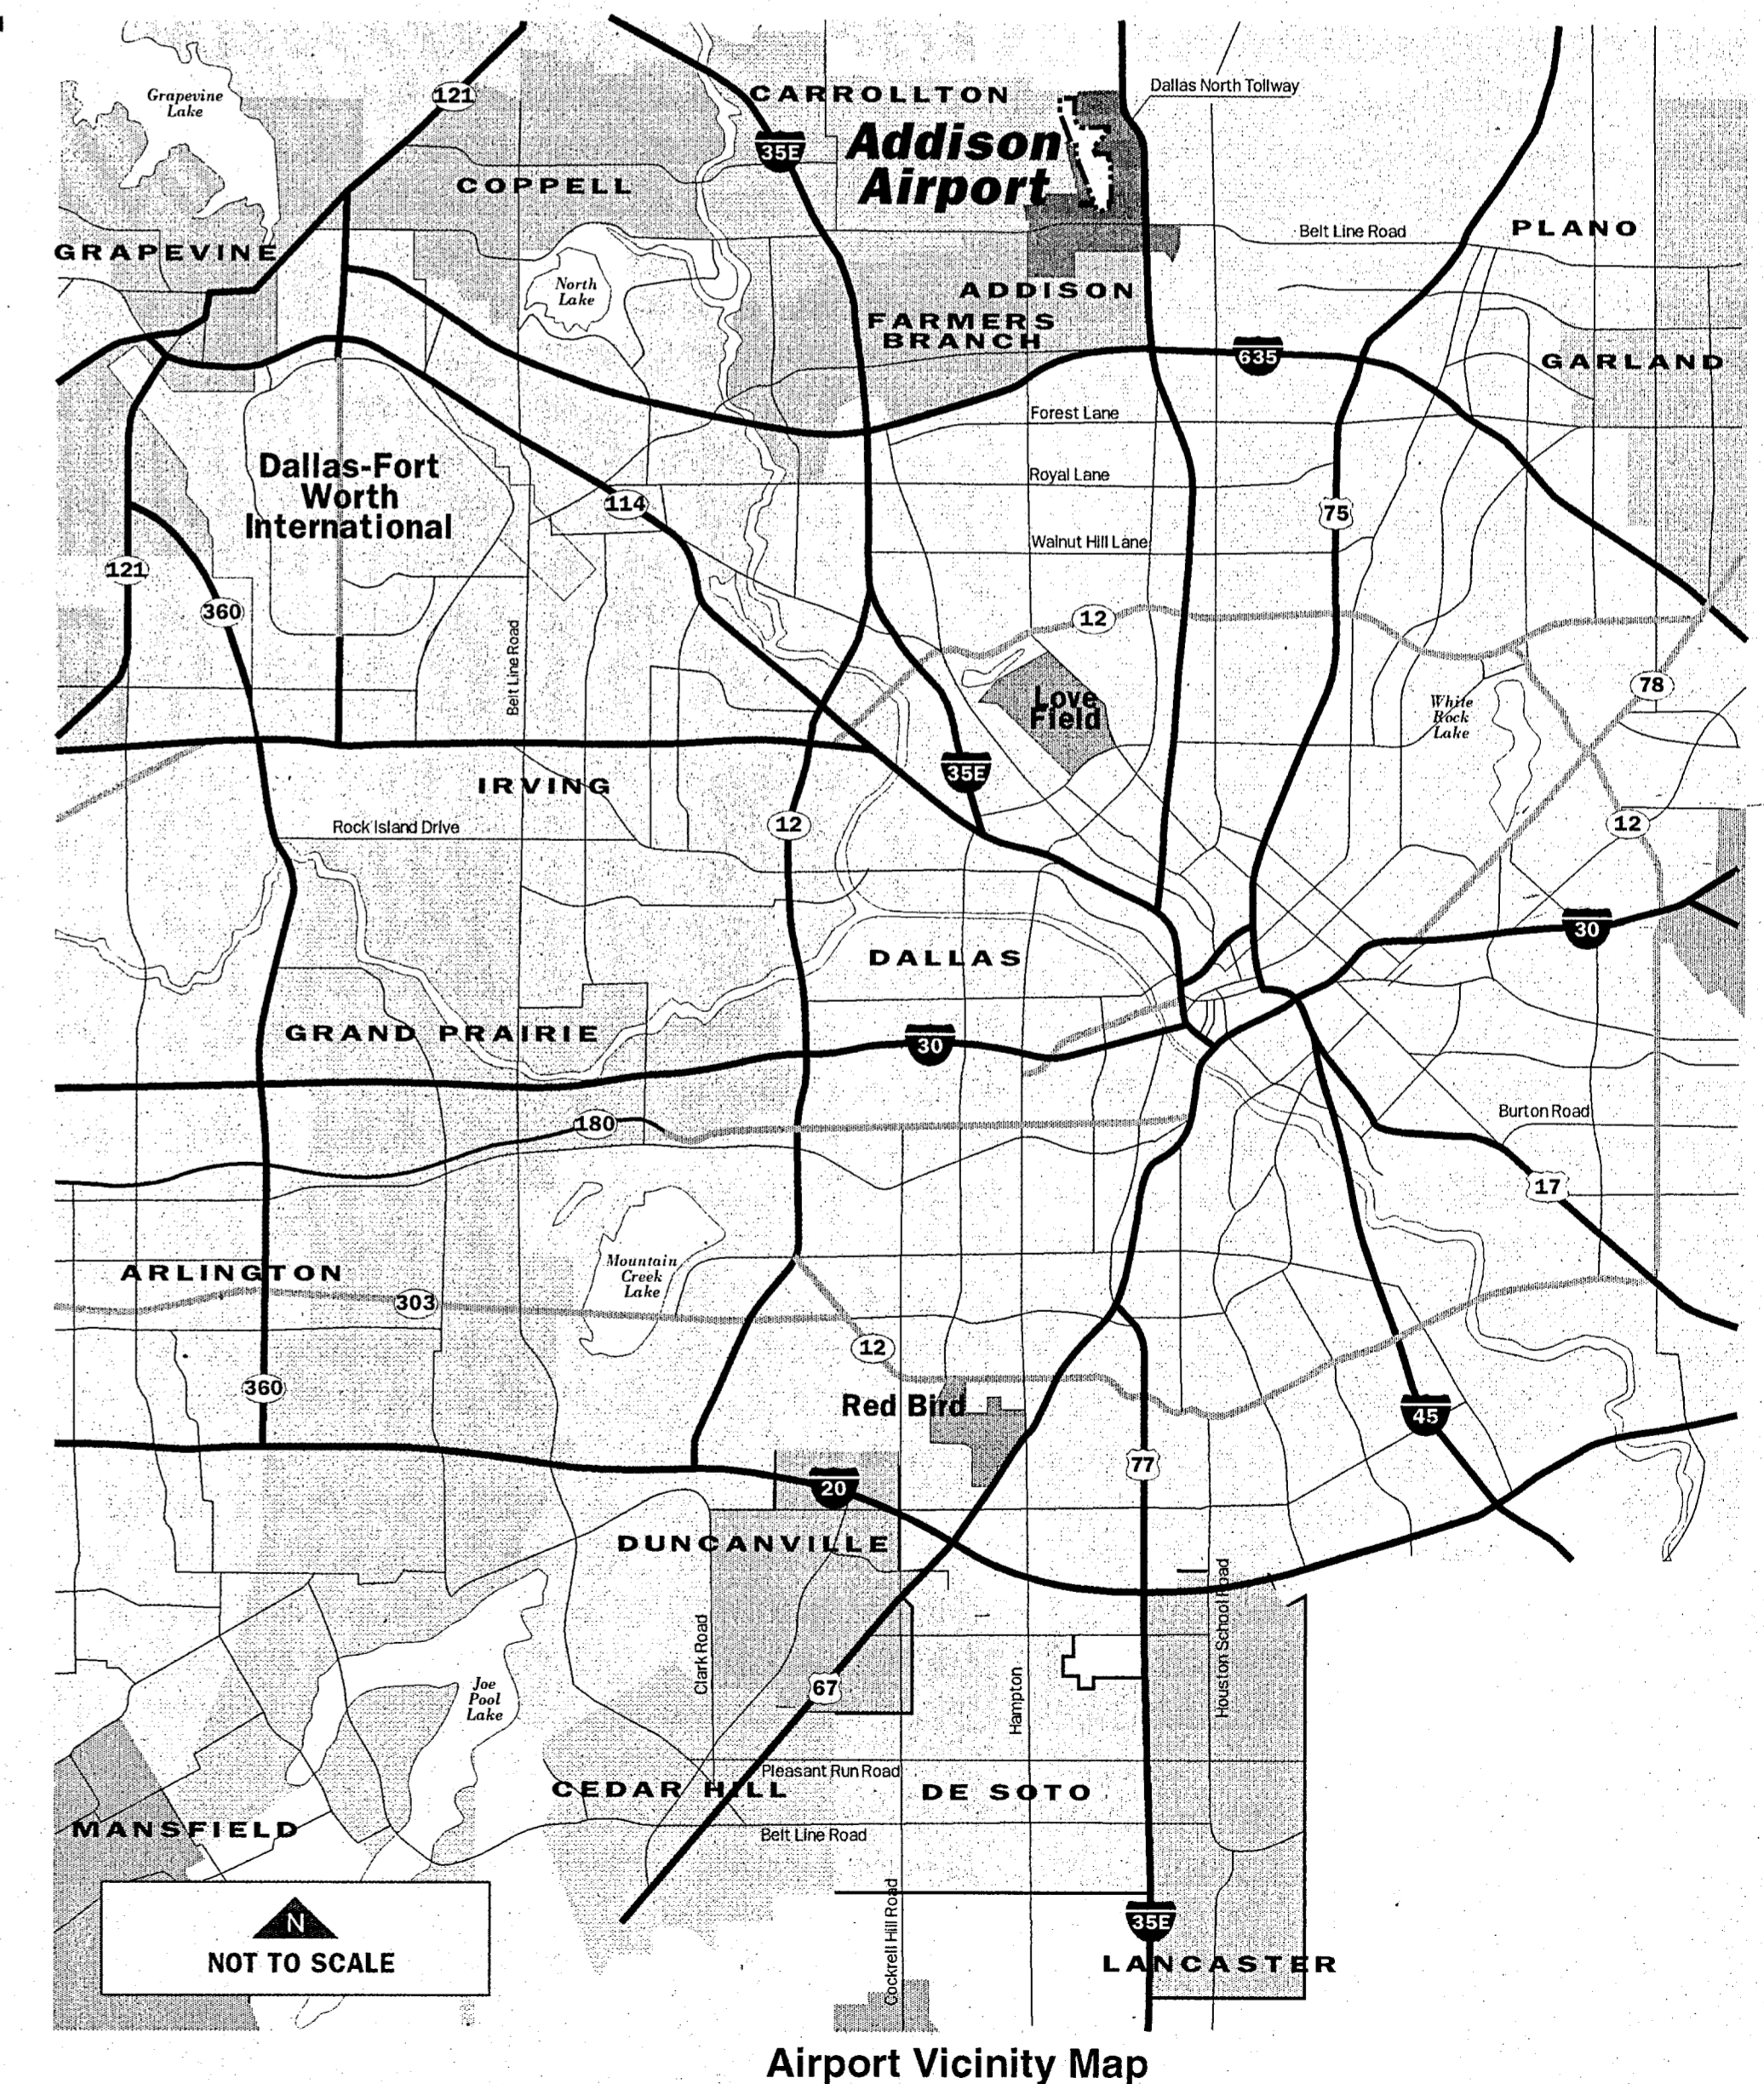 Dallas North Tollway
Grapevine
Lake
121
CARROLLTON
35E
Addison
Airport
COPPELL
PLANO
Belt Line Road
GRAPEVINE
North
Lake
ADDISON
FARMERS
BRANCH
635
GARLAND
Forest Lane
Dallas-Fort
Worth
International
Royal Lane
114
75
Walnut Hill Lane
121
360
12
Belt Line Road
78
Love
Field
White
Rock
Lake
35E
IRVING
Rock Island Drive
12
12
30
DALLAS
GRAND PRAIRIE
30
180
Burton Road
17
Mountain
Creek
Lake
ARLINGTON
303
12
360
Red Bird
45
77
20
DUNCANVILLE
Houston School Road
Clark Road
Hampton
67
Joe
Pool
Lake
Pleasant Run Road
CEDAR HILL
DE SOTO
MANSFIELD
Belt Line Road
Cockrell Hill Road
N
NOT TO SCALE
35E
LANCASTER
Airport Vicinity Map